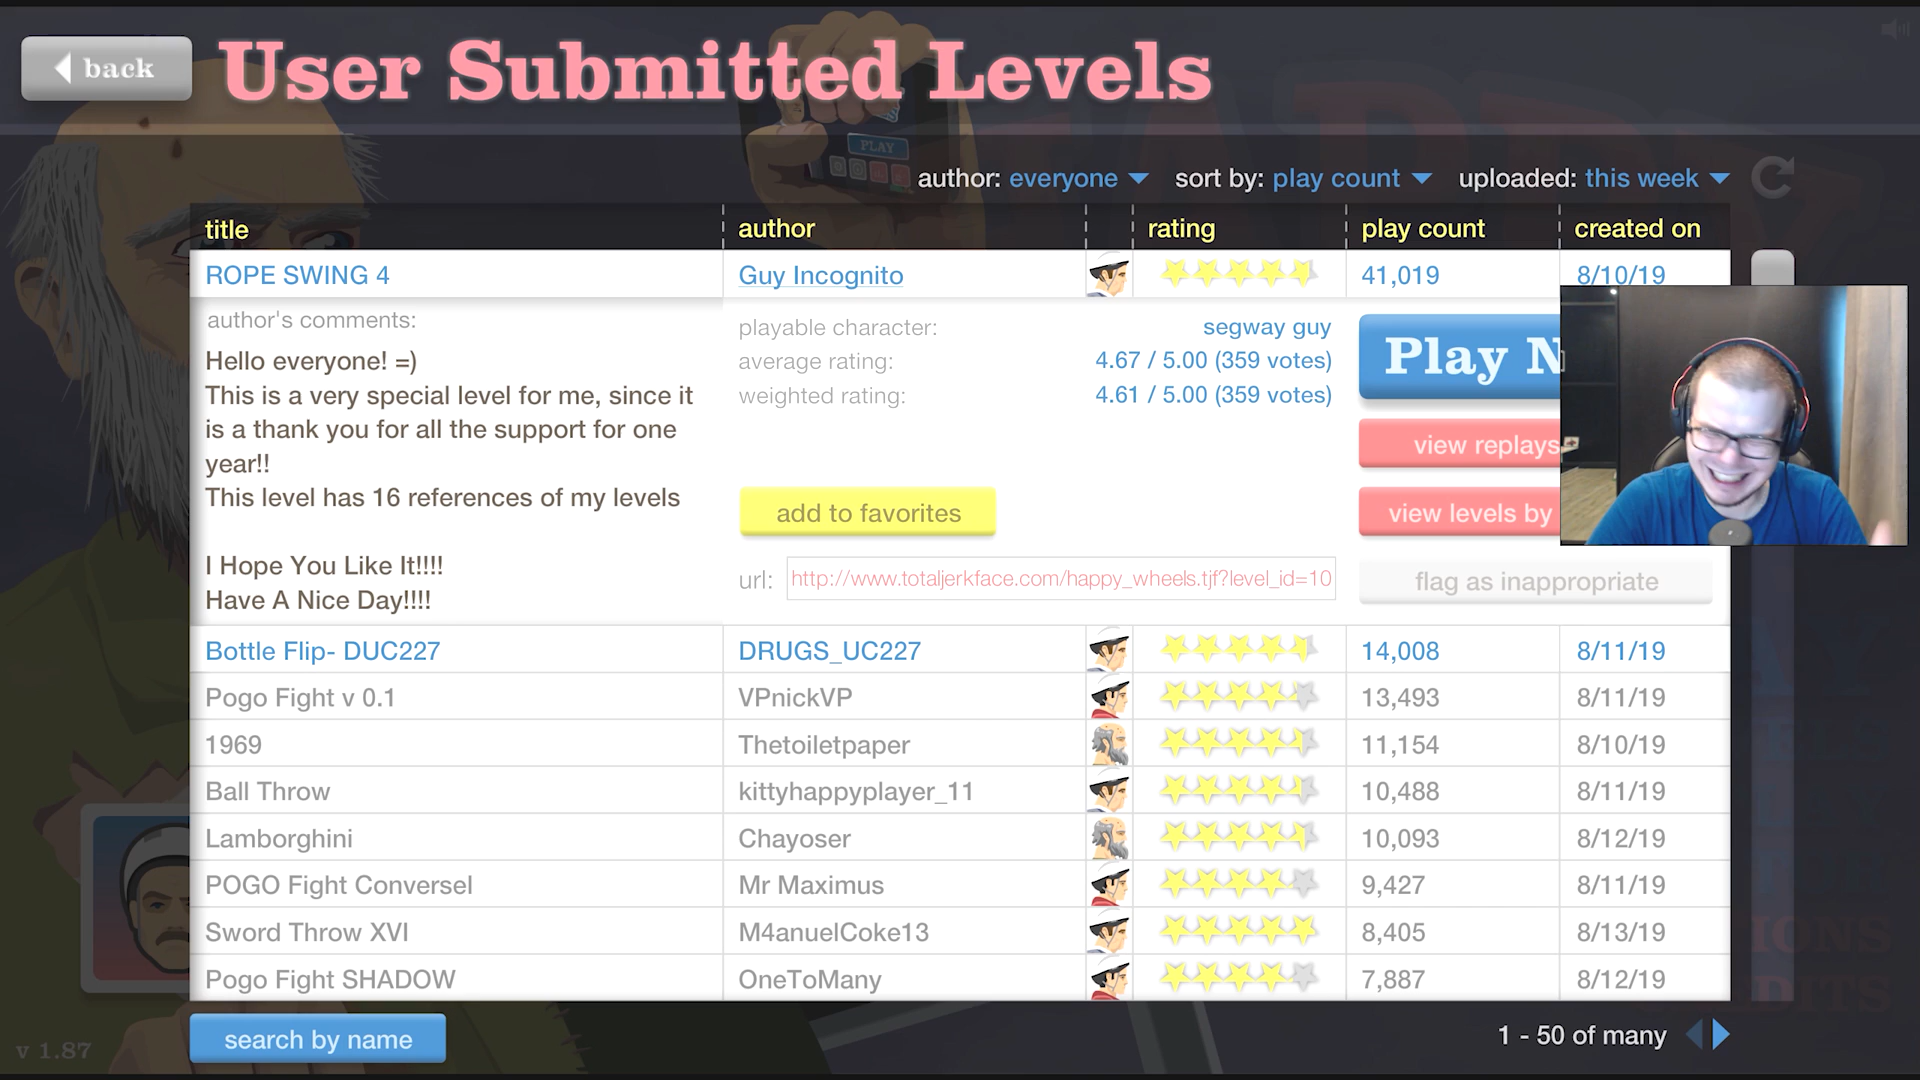 back
User Submitted Levels
PLAY
author: everyone sort by: play count uploaded: this week
title author rating play count created on
ROPE SWING 4 Guy Incognito 41,019 8/10/19
author's comments:
Hello everyone! =)
This is a very special level for me, since it
is a thank you for all the support for one
year!!
This level has 16 references of my levels
I Hope You Like It!!!!
Have A Nice Day!!!!
playable character: segway guy
average rating: 4.67 / 5.00 (359 votes)
weighted rating: 4.61 / 5.00 (359 votes)
add to favorites
url: http://www.totaljerkface.com/happy_wheels.tjf?level_id=10
Play N
view replays
view levels by
flag as inappropriate
Bottle Flip- DUC227 DRUGS_UC227 14,008 8/11/19
Pogo Fight v 0.1 VPnickVP 13,493 8/11/19
1969 Thetoiletpaper 11,154 8/10/19
Ball Throw kittyhappyplayer_11 10,488 8/11/19
Lamborghini Chayoser 10,093 8/12/19
POGO Fight Conversel Mr Maximus 9,427 8/11/19
Sword Throw XVI M4anuelCoke13 8,405 8/13/19
Pogo Fight SHADOW OneToMany 7,887 8/12/19
search by name
1 - 50 of many
v 1.87